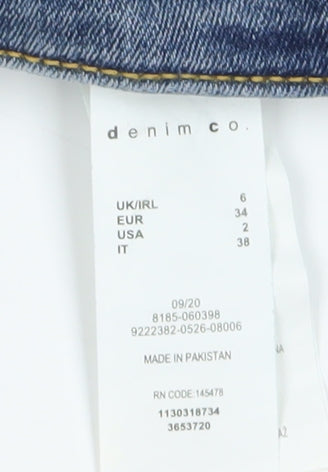 denim co.
UK/IRL 6
EUR 34
USA 2
IT 38
09/20
8185-060398
9222382-0526-08006
MADE IN PAKISTAN
RN CODE:145478
1130318734
3653720